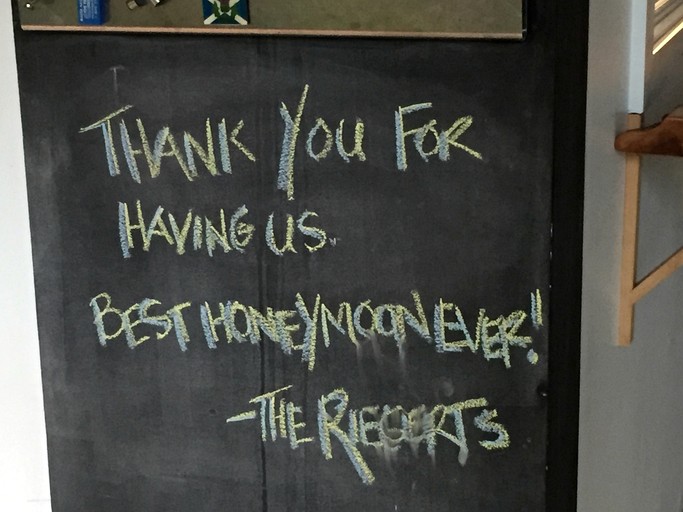 THANK YOU FOR
HAVING US.
BEST HONEYMOON EVER!
-THE